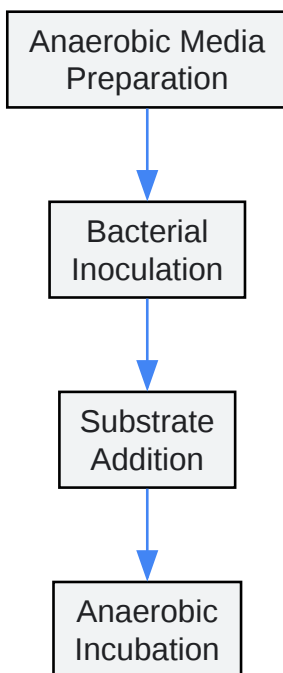 Anaerobic Media
Preparation
Bacterial
Inoculation
Substrate
Addition
Anaerobic
Incubation